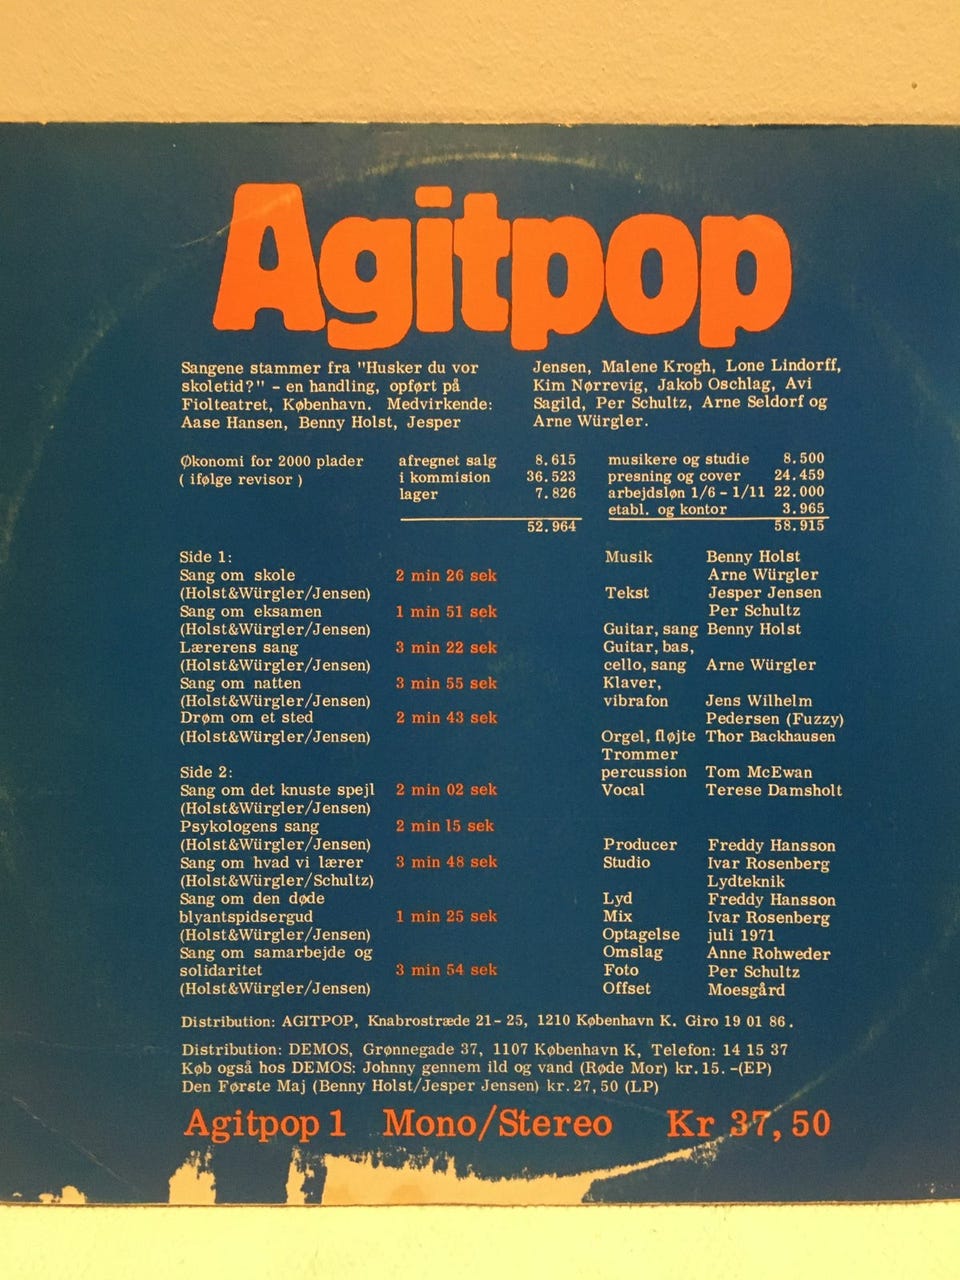 Agitpop
Sangene stammer fra "Husker du vor
skoletid?" - en handling, opført på
Fiolteatret, København. Medvirkende:
Aase Hansen, Benny Holst, Jesper
Jensen, Malene Krogh, Lone Lindorff,
Kim Nørrevig, Jakob Oschlag, Avi
Sagild, Per Schultz, Arne Seldorf og
Arne Würgler.
Økonomi for 2000 plader
( ifølge revisor )
afregnet salg 8.615
i kommision 36.523
lager 7.826
52.964
musikere og studie 8.500
presning og cover 24.459
arbejdsløn 1/6 - 1/11 22.000
etabl. og kontor 3.965
58.915
Side 1:
Sang om skole 2 min 26 sek
(Holst&Würgler/Jensen)
Sang om eksamen 1 min 51 sek
(Holst&Würgler/Jensen)
Lærerens sang 3 min 22 sek
(Holst&Würgler/Jensen)
Sang om natten 3 min 55 sek
(Holst&Würgler/Jensen)
Drøm om et sted 2 min 43 sek
(Holst&Würgler/Jensen)
Side 2:
Sang om det knuste spejl 2 min 02 sek
(Holst&Würgler/Jensen)
Psykologens sang 2 min 15 sek
(Holst&Würgler/Jensen)
Sang om hvad vi lærer 3 min 48 sek
(Holst&Würgler/Schultz)
Sang om den døde
blyantspidsergud 1 min 25 sek
(Holst&Würgler/Jensen)
Sang om samarbejde og
solidaritet 3 min 54 sek
(Holst&Würgler/Jensen)
Musik Benny Holst
Arne Würgler
Tekst Jesper Jensen
Per Schultz
Guitar, sang Benny Holst
Guitar, bas,
cello, sang Arne Würgler
Klaver,
vibrafon Jens Wilhelm
Pedersen (Fuzzy)
Orgel, fløjte Thor Backhausen
Trommer
percussion Tom McEwan
Vocal Terese Damsholt
Producer Freddy Hansson
Studio Ivar Rosenberg
Lydteknik
Lyd Freddy Hansson
Mix Ivar Rosenberg
Optagelse juli 1971
Omslag Anne Rohweder
Foto Per Schultz
Offset Moesgård
Distribution: AGITPOP, Knabrostræde 21-25, 1210 København K. Giro 19 01 86.
Distribution: DEMOS, Grønnegade 37, 1107 København K, Telefon: 14 15 37
Køb også hos DEMOS: Johnny gennem ild og vand (Røde Mor) kr.15.-(EP)
Den Første Maj (Benny Holst/Jesper Jensen) kr.27,50 (LP)
Agitpop 1 Mono/Stereo Kr 37,50